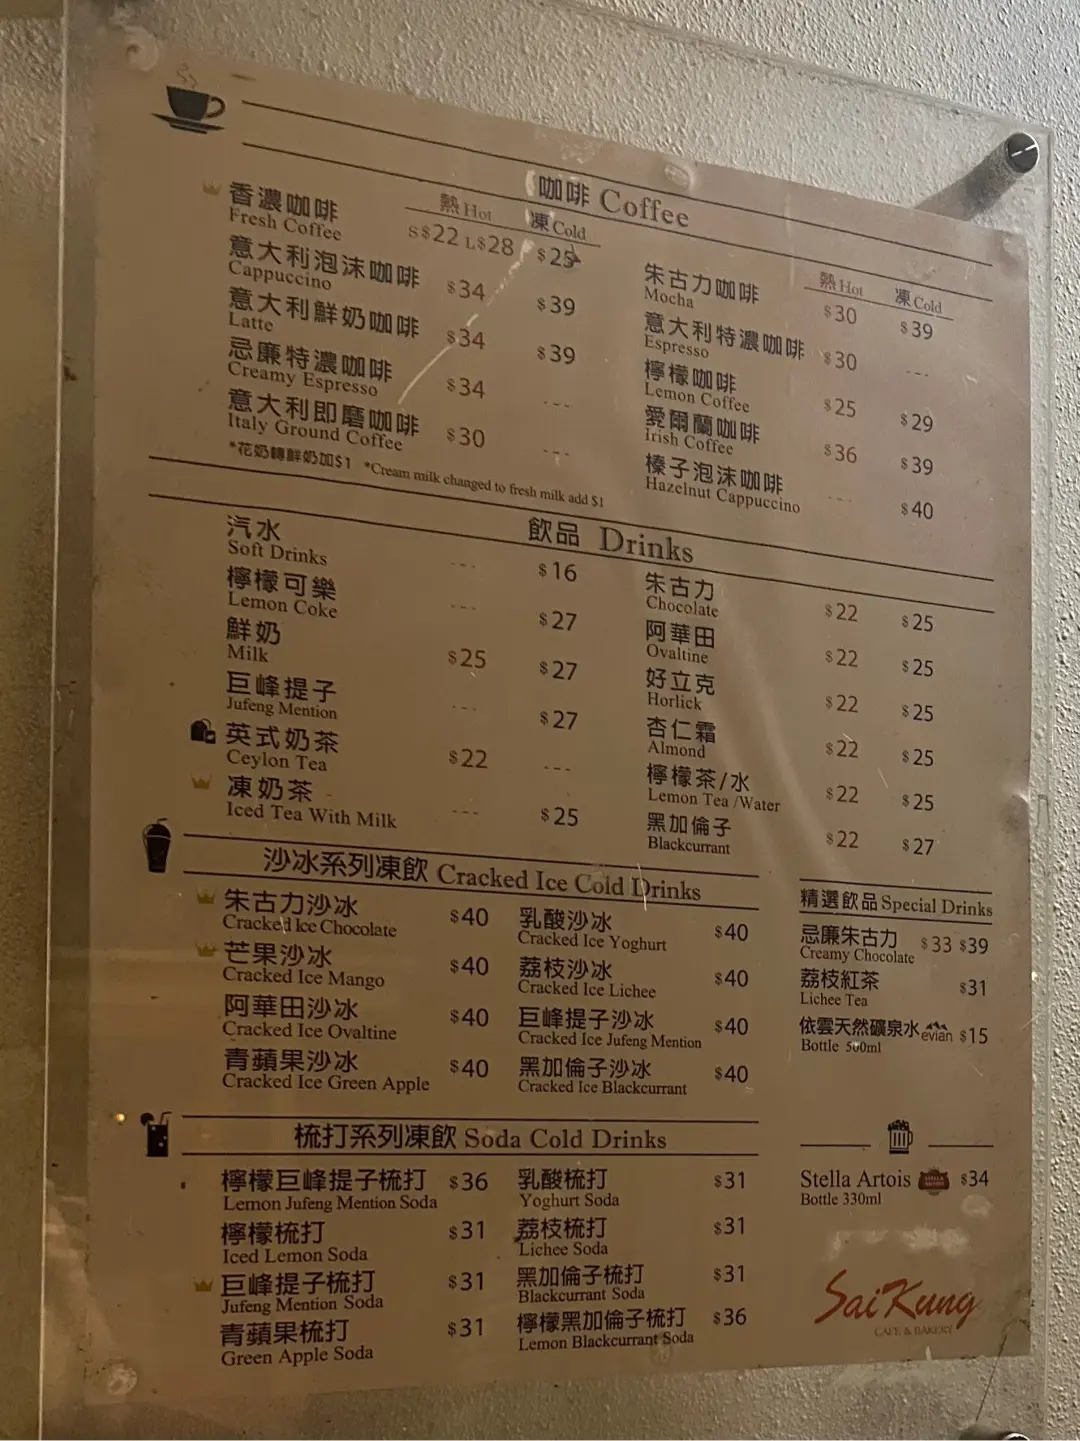 咖啡 Coffee
熱 Hot 凍 Cold
香濃咖啡 S$22 L$28 $25
Fresh Coffee
意大利泡沫咖啡 $34 $39
Cappuccino
意大利鮮奶咖啡 $34 $39
Latte
忌廉特濃咖啡 $34 ---
Creamy Espresso
意大利即磨咖啡 $30 ---
Italy Ground Coffee
*花奶轉鮮奶加$1 *Cream milk changed to fresh milk add $1
熱 Hot 凍 Cold
朱古力咖啡 $30 $39
Mocha
意大利特濃咖啡 $30 ---
Espresso
檸檬咖啡 $25 $29
Lemon Coffee
愛爾蘭咖啡 $36 $39
Irish Coffee
榛子泡沫咖啡 --- $40
Hazelnut Cappuccino
飲品 Drinks
汽水 --- $16
Soft Drinks
檸檬可樂 --- $27
Lemon Coke
鮮奶 $25 $27
Milk
巨峰提子 --- $27
Jufeng Mention
英式奶茶 $22 ---
Ceylon Tea
凍奶茶 --- $25
Iced Tea With Milk
朱古力 $22 $25
Chocolate
阿華田 $22 $25
Ovaltine
好立克 $22 $25
Horlick
杏仁霜 $22 $25
Almond
檸檬茶/水 $22 $25
Lemon Tea /Water
黑加倫子 $22 $27
Blackcurrant
沙冰系列凍飲 Cracked Ice Cold Drinks
朱古力沙冰 $40
Cracked Ice Chocolate
芒果沙冰 $40
Cracked Ice Mango
阿華田沙冰 $40
Cracked Ice Ovaltine
青蘋果沙冰 $40
Cracked Ice Green Apple
乳酸沙冰 $40
Cracked Ice Yoghurt
荔枝沙冰 $40
Cracked Ice Lichee
巨峰提子沙冰 $40
Cracked Ice Jufeng Mention
黑加倫子沙冰 $40
Cracked Ice Blackcurrant
精選飲品 Special Drinks
忌廉朱古力 $33 $39
Creamy Chocolate
荔枝紅茶 $31
Lichee Tea
依雲天然礦泉水 evian $15
Bottle 500ml
梳打系列凍飲 Soda Cold Drinks
檸檬巨峰提子梳打 $36
Lemon Jufeng Mention Soda
檸檬梳打 $31
Iced Lemon Soda
巨峰提子梳打 $31
Jufeng Mention Soda
青蘋果梳打 $31
Green Apple Soda
乳酸梳打 $31
Yoghurt Soda
荔枝梳打 $31
Lichee Soda
黑加倫子梳打 $31
Blackcurrant Soda
檸檬黑加倫子梳打 $36
Lemon Blackcurrant Soda
Stella Artois $34
Bottle 330ml
SaiKung
CAFE & BAKERY